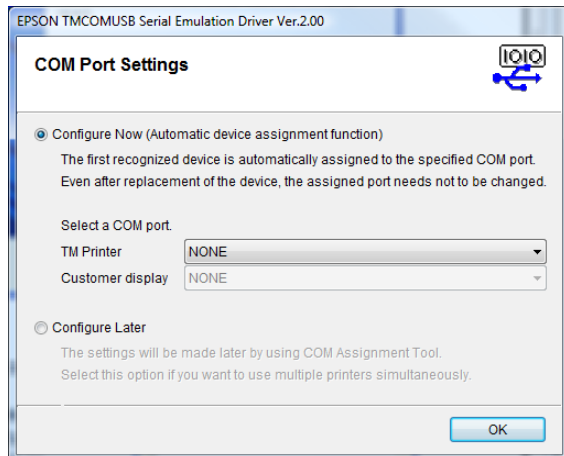 EPSON TMCOMUSB Serial Emulation Driver Ver.2.00
COM Port Settings
IOIO
Configure Now (Automatic device assignment function)
The first recognized device is automatically assigned to the specified COM port.
Even after replacement of the device, the assigned port needs not to be changed.
Select a COM port.
TM Printer NONE
Customer display NONE
Configure Later
The settings will be made later by using COM Assignment Tool.
Select this option if you want to use multiple printers simultaneously.
OK